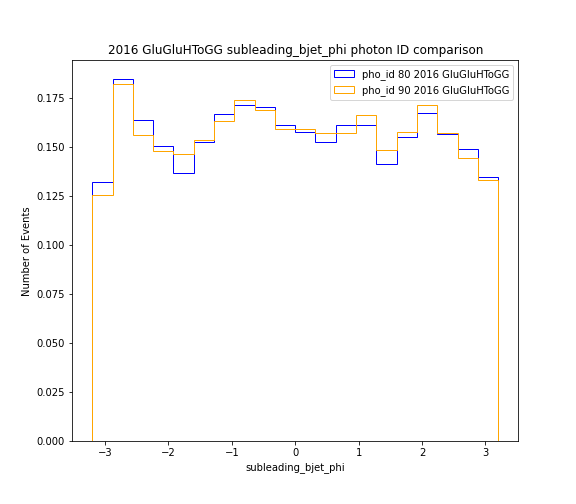 2016 GluGluHToGG subleading_bjet_phi photon ID comparison
pho_id 80 2016 GluGluHToGG
pho_id 90 2016 GluGluHToGG
Number of Events
0.175
0.150
0.125
0.100
0.075
0.050
0.025
0.000
−3 −2 −1 0 1 2 3
subleading_bjet_phi